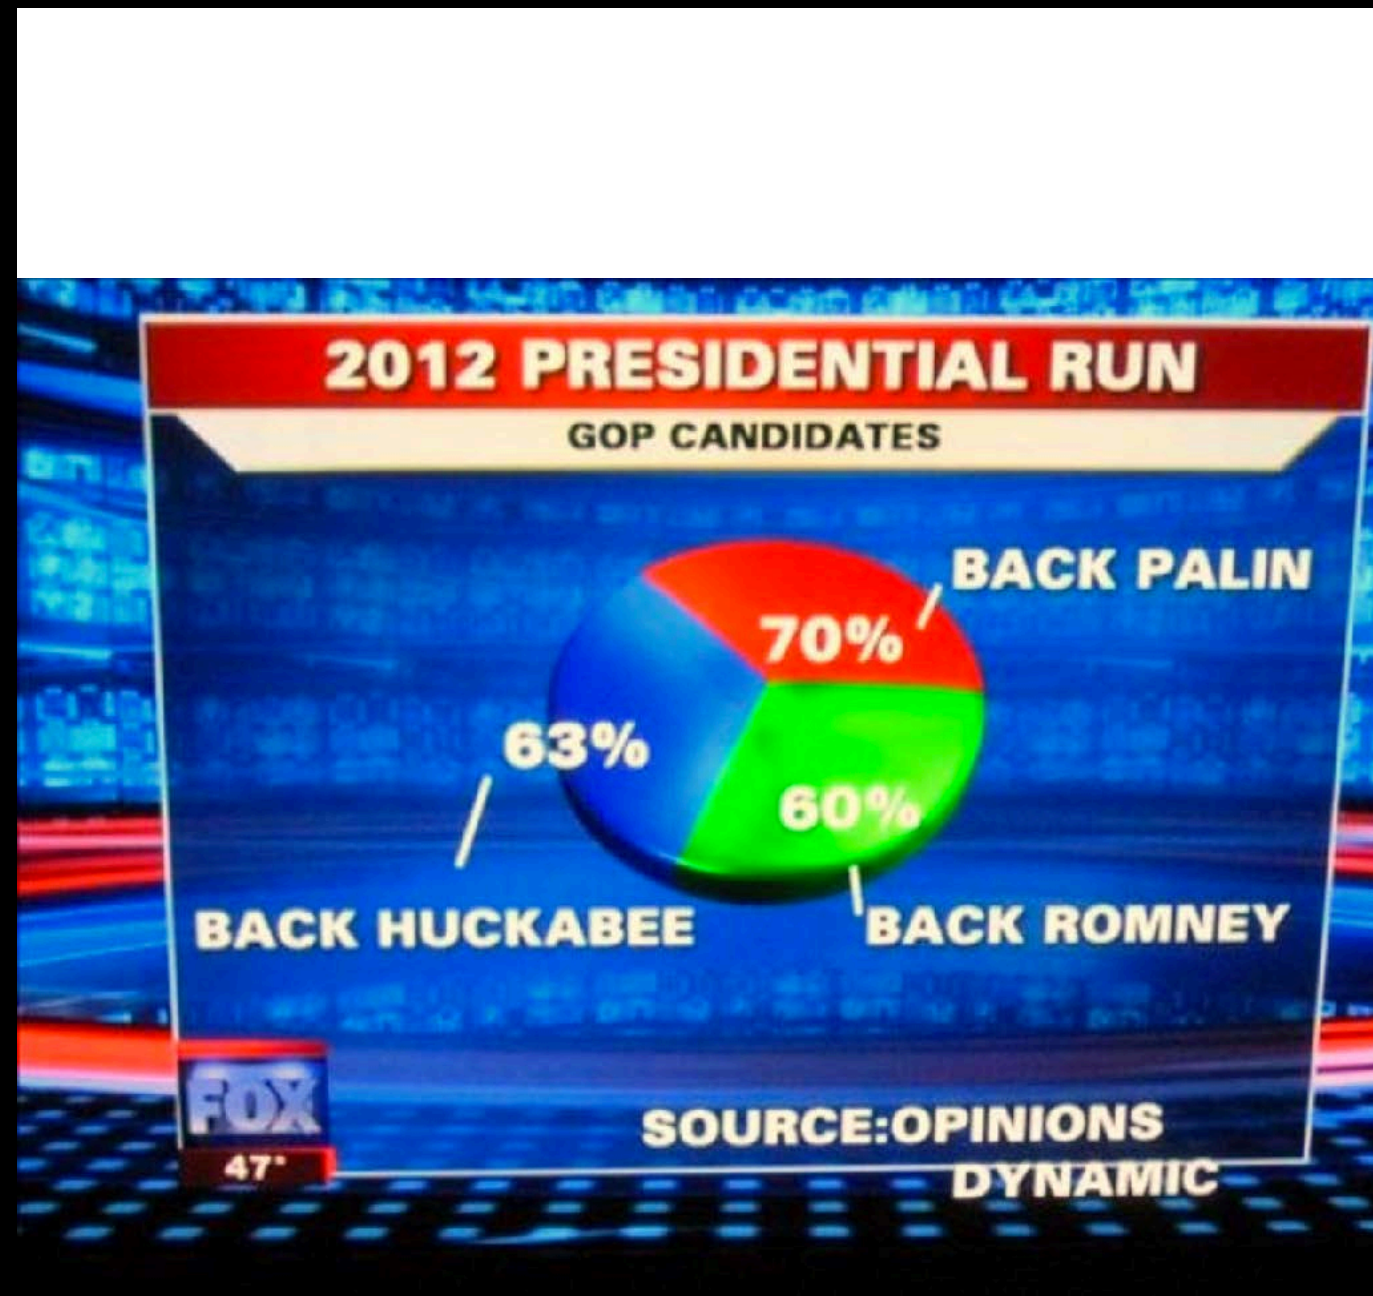 2012 PRESIDENTIAL RUN
GOP CANDIDATES
BACK PALIN
70%
63%
60%
BACK HUCKABEE
BACK ROMNEY
FOX
47°
SOURCE:OPINIONS
DYNAMIC